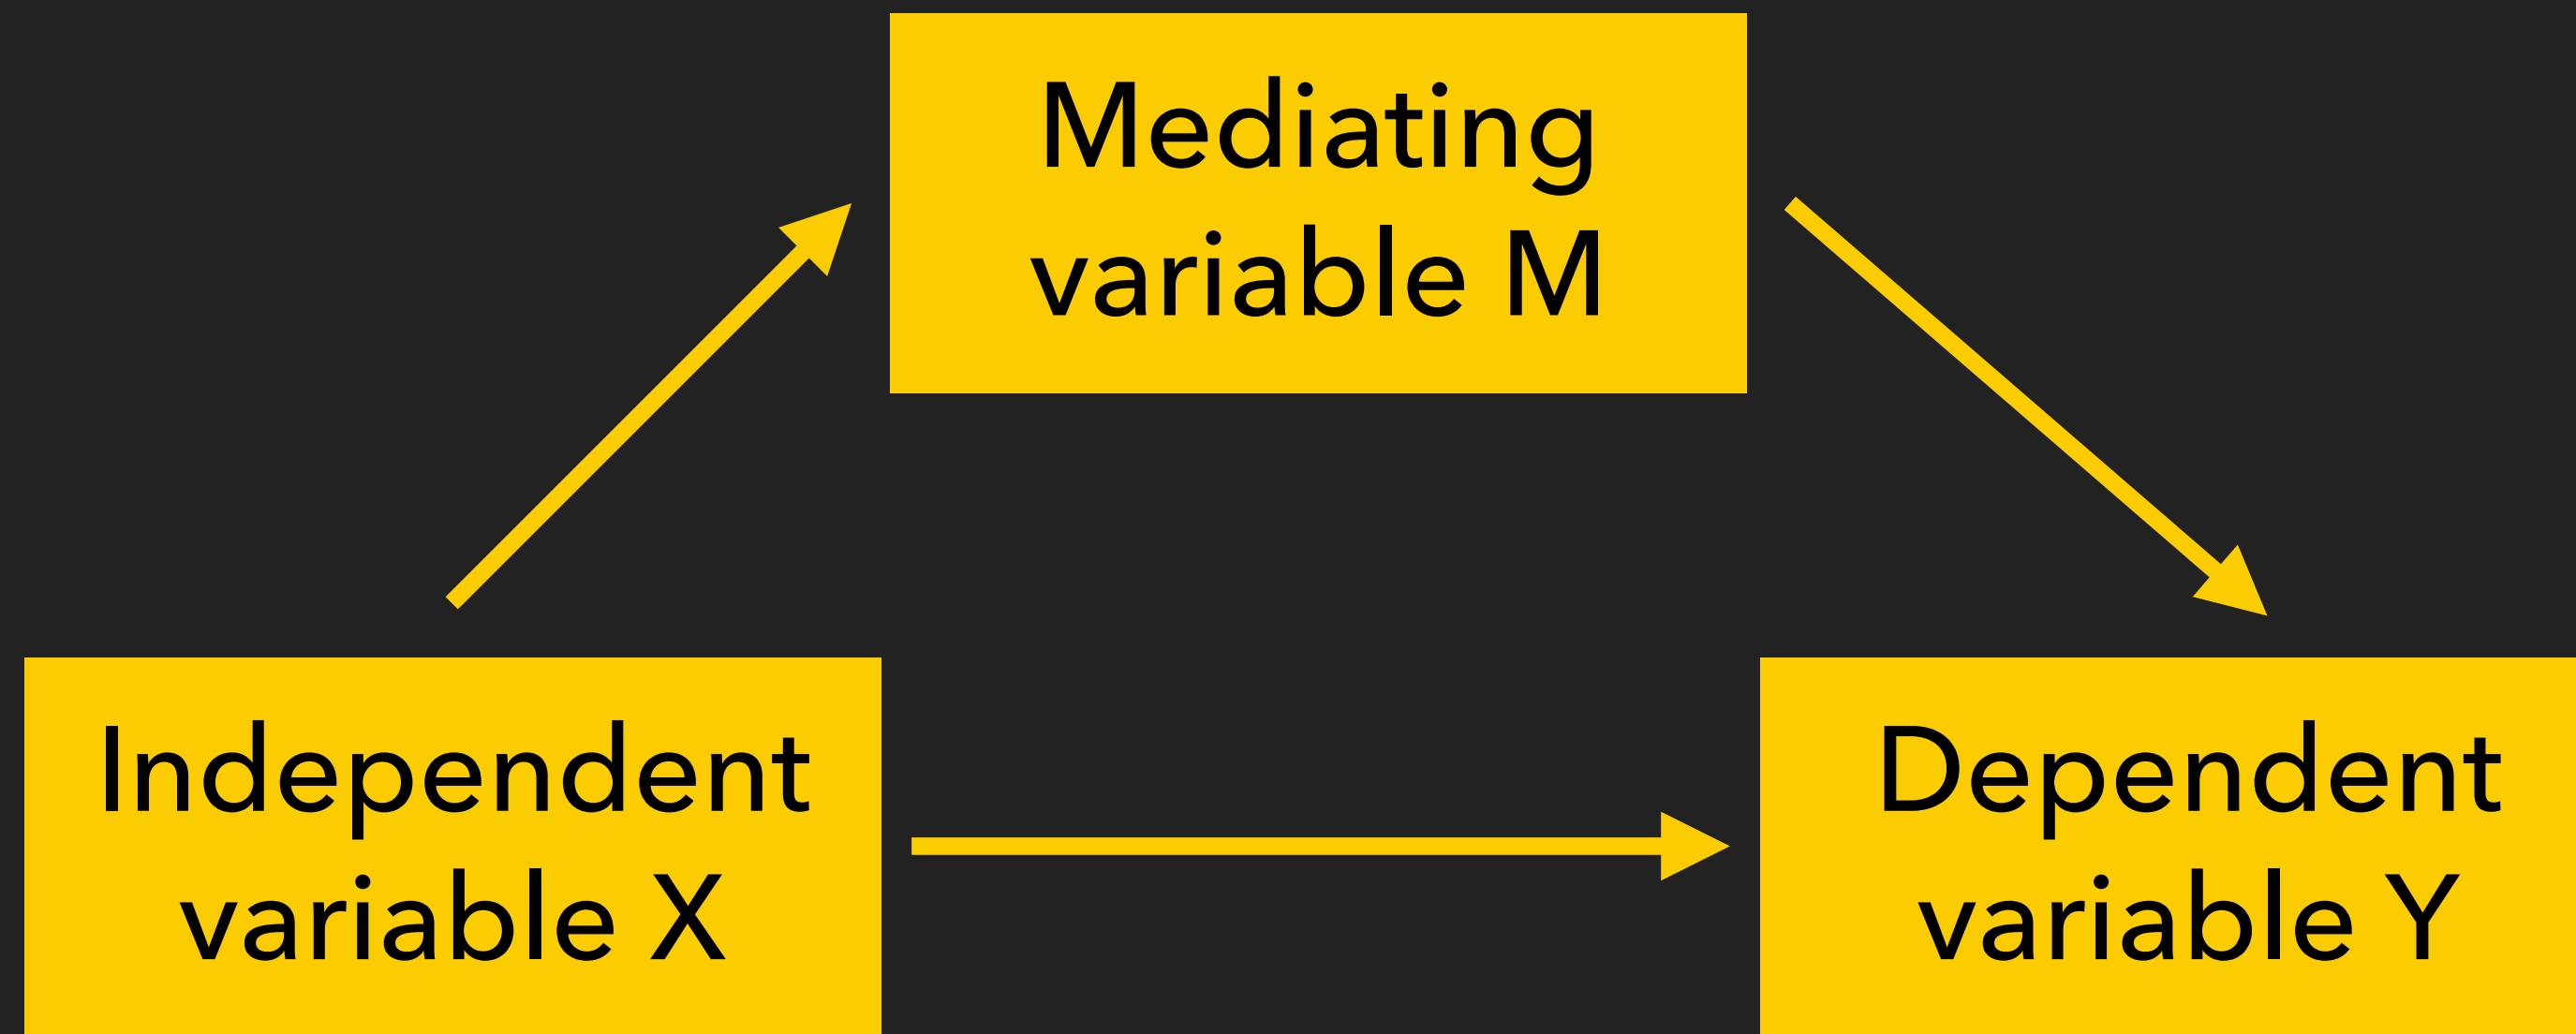 Mediating
variable M
Independent
variable X
Dependent
variable Y